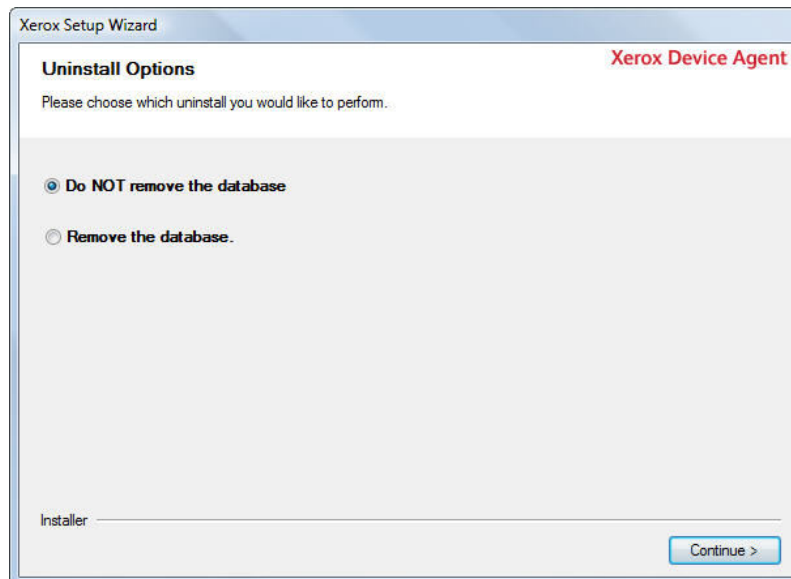 Xerox Setup Wizard
Uninstall Options
Xerox Device Agent
Please choose which uninstall you would like to perform.
Do NOT remove the database
Remove the database.
Installer
Continue >